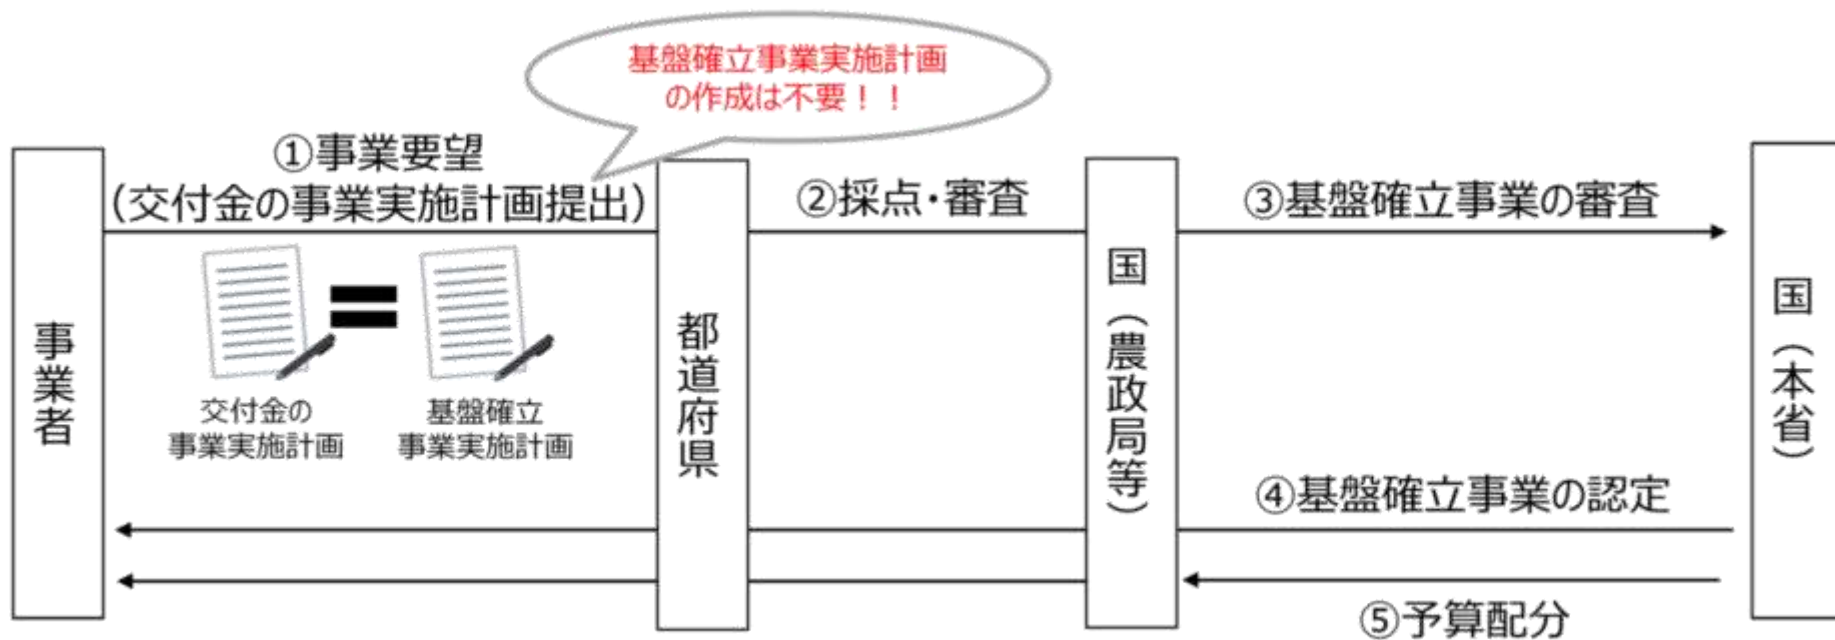 基盤確立事業実施計画
の作成は不要！！
①事業要望
（交付金の事業実施計画提出）
②採点・審査
③基盤確立事業の審査
事業者
交付金の
事業実施計画
基盤確立
事業実施計画
都道府県
国（農政局等）
国（本省）
④基盤確立事業の認定
⑤予算配分